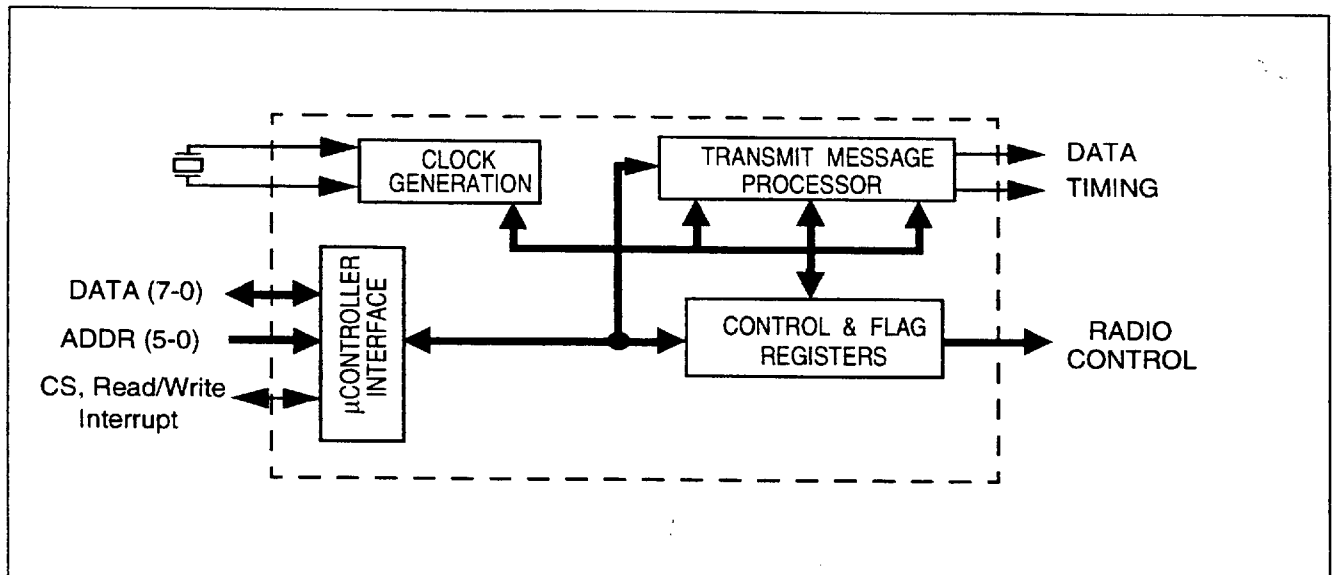 CLOCK
GENERATION
TRANSMIT MESSAGE
PROCESSOR
DATA
TIMING
DATA (7-0)
ADDR (5-0)
CS, Read/Write
Interrupt
µCONTROLLER
INTERFACE
CONTROL & FLAG
REGISTERS
RADIO
CONTROL